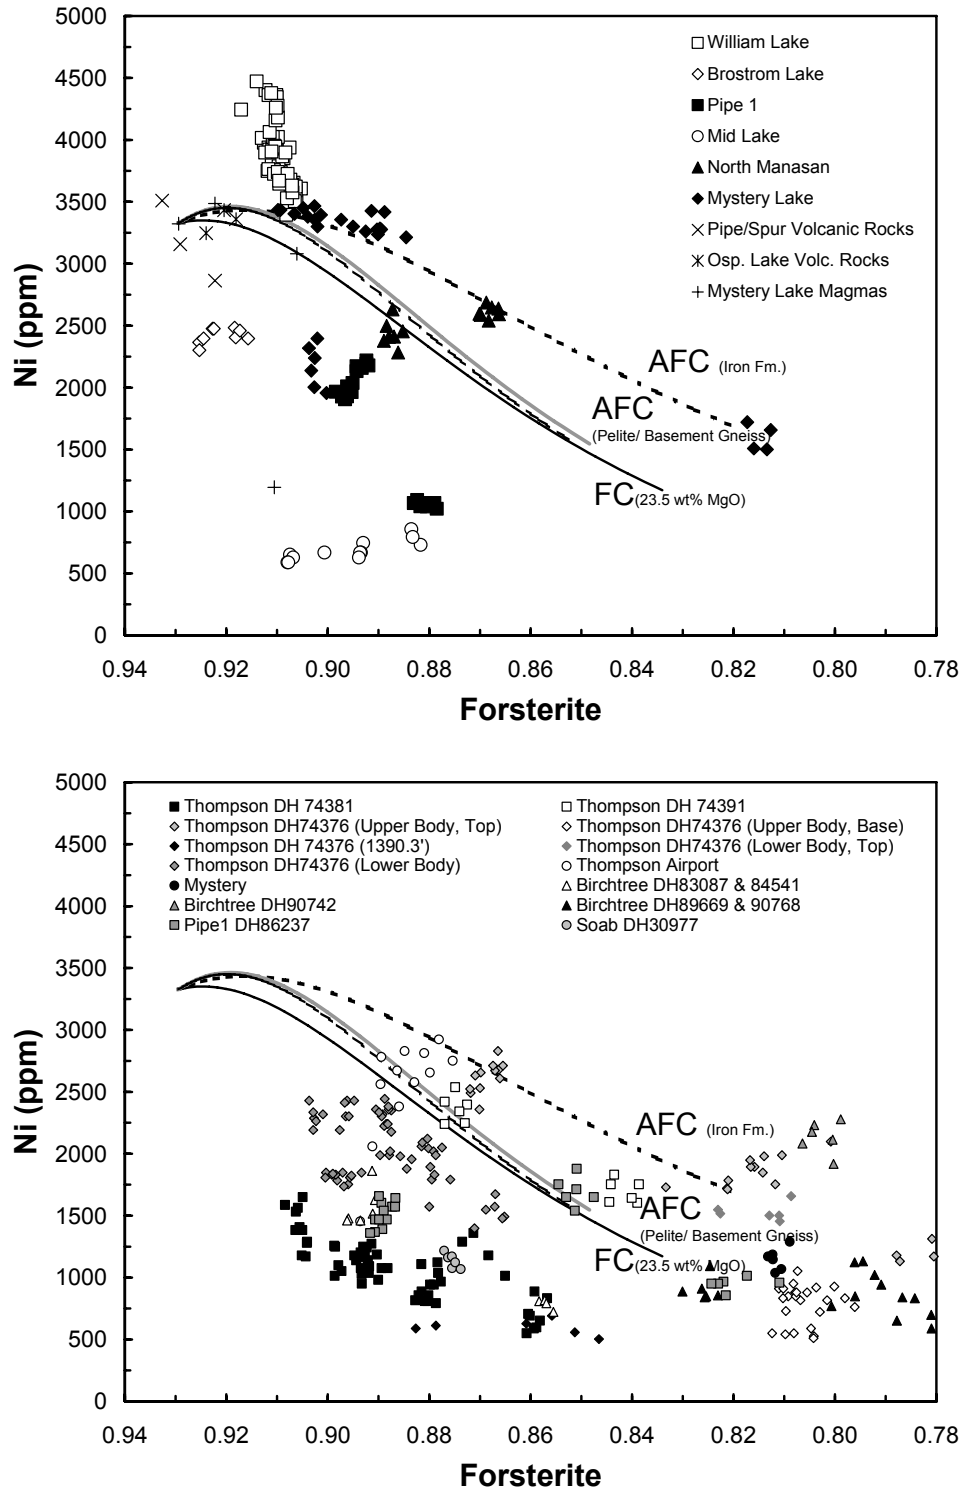 5000
4500
4000
3500
3000
2500
2000
1500
1000
500
0
Ni (ppm)
William Lake
Brostrom Lake
Pipe 1
Mid Lake
North Manasan
Mystery Lake
Pipe/Spur Volcanic Rocks
Osp. Lake Volc. Rocks
Mystery Lake Magmas
AFC (Iron Fm.)
AFC
(Pelite/ Basement Gneiss)
FC(23.5 wt% MgO)
0.94 0.92 0.90 0.88 0.86 0.84 0.82 0.80 0.78
Forsterite
5000
4500
4000
3500
3000
2500
2000
1500
1000
500
0
Ni (ppm)
Thompson DH 74381 Thompson DH 74391
Thompson DH74376 (Upper Body, Top) Thompson DH74376 (Upper Body, Base)
Thompson DH 74376 (1390.3') Thompson DH74376 (Lower Body, Top)
Thompson DH74376 (Lower Body) Thompson Airport
Mystery Birchtree DH83087 & 84541
Birchtree DH90742 Birchtree DH89669 & 90768
Pipe1 DH86237 Soab DH30977
AFC (Iron Fm.)
AFC
(Pelite/ Basement Gneiss)
FC(23.5 wt% MgO)
0.94 0.92 0.90 0.88 0.86 0.84 0.82 0.80 0.78
Forsterite